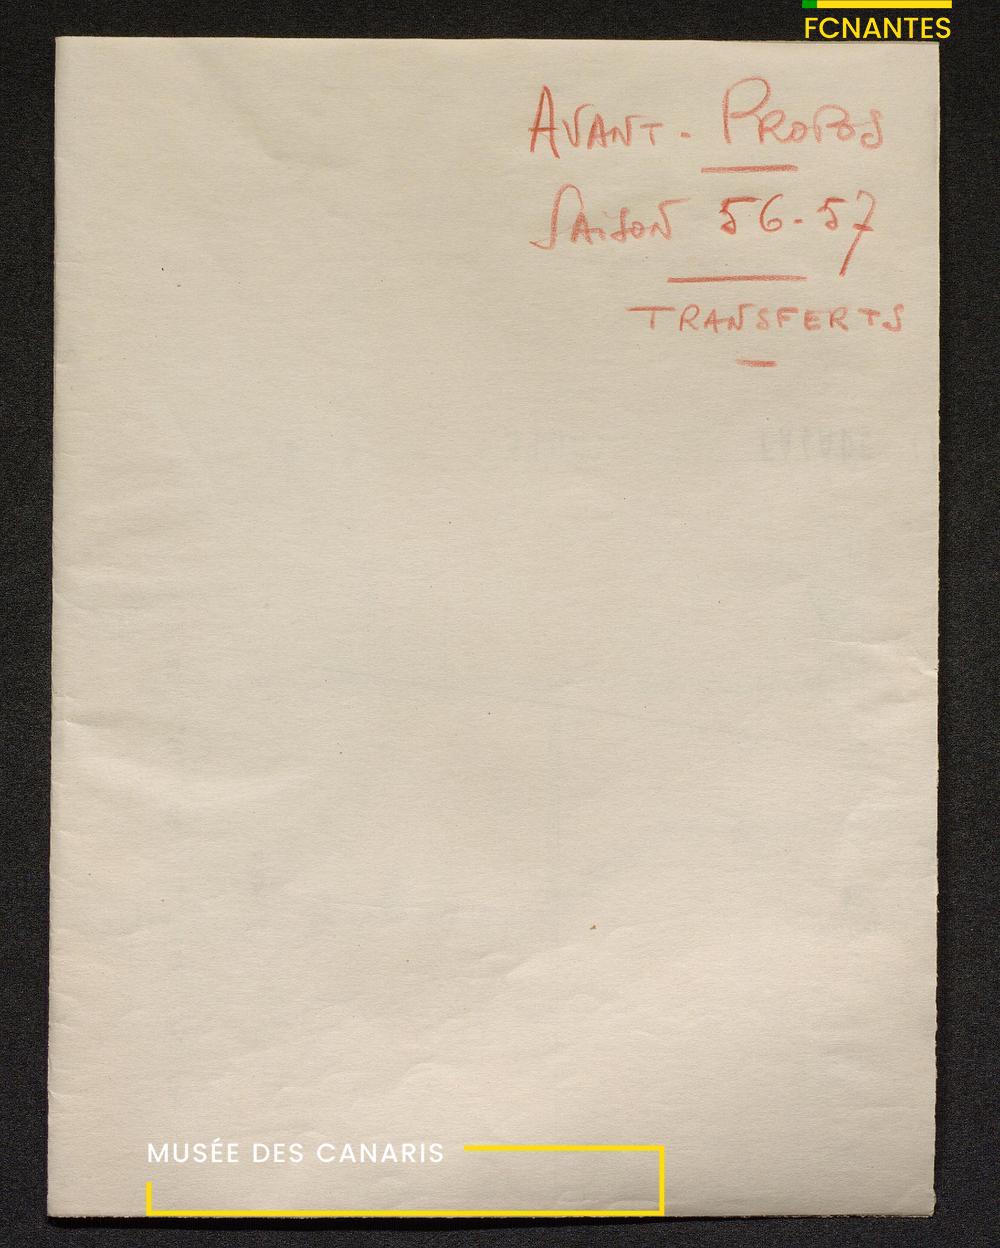 FCNANTES
AVANT-PROPOS
SAISON 56-57
TRANSFERTS
MUSÉE DES CANARIS